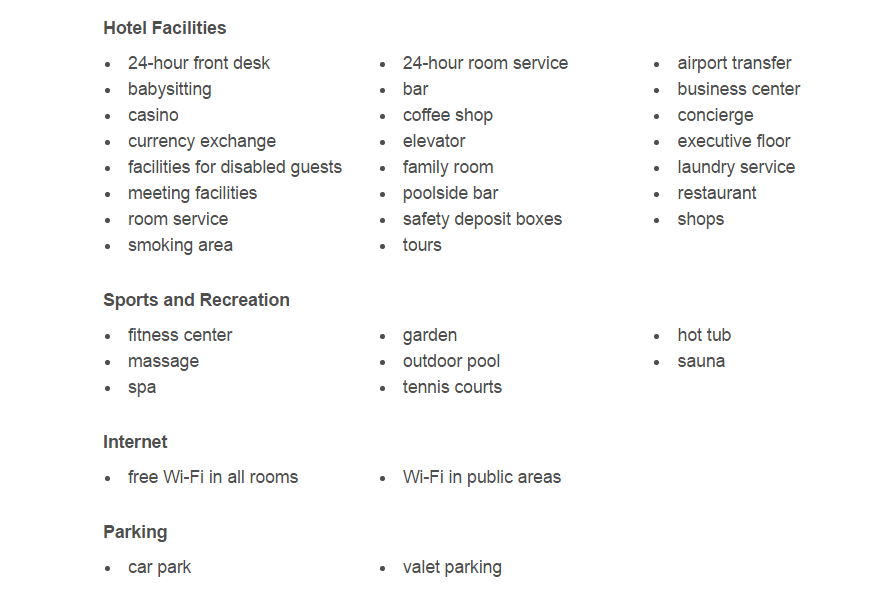 Hotel Facilities
24-hour front desk 24-hour room service airport transfer
babysitting bar business center
casino coffee shop concierge
currency exchange elevator executive floor
facilities for disabled guests family room laundry service
meeting facilities poolside bar restaurant
room service safety deposit boxes shops
smoking area tours
Sports and Recreation
fitness center garden hot tub
massage outdoor pool sauna
spa tennis courts
Internet
free Wi-Fi in all rooms Wi-Fi in public areas
Parking
car park valet parking